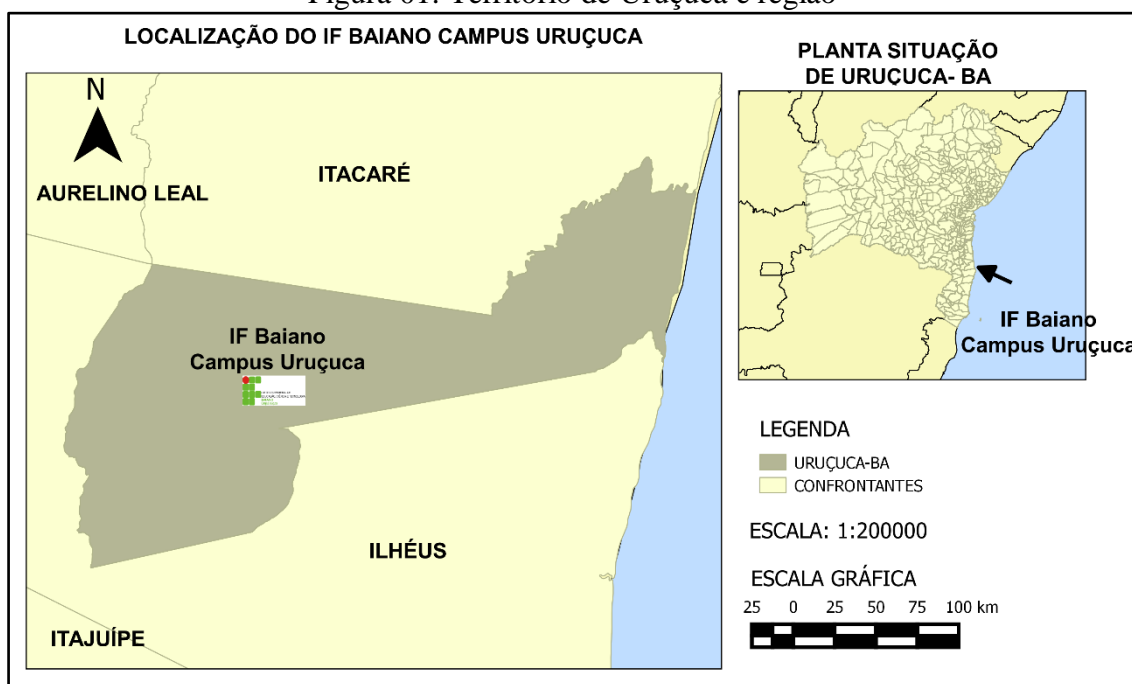 Figura 01: Território de Uruçuca e região
LOCALIZAÇÃO DO IF BAIANO CAMPUS URUÇUCA
N
AURELINO LEAL
ITACARÉ
IF Baiano
Campus Uruçuca
ILHÉUS
ITAJUÍPE
PLANTA SITUAÇÃO
DE URUÇUCA- BA
IF Baiano
Campus Uruçuca
LEGENDA
URUÇUCA-BA
CONFRONTANTES
ESCALA: 1:200000
ESCALA GRÁFICA
25 0 25 50 75 100 km